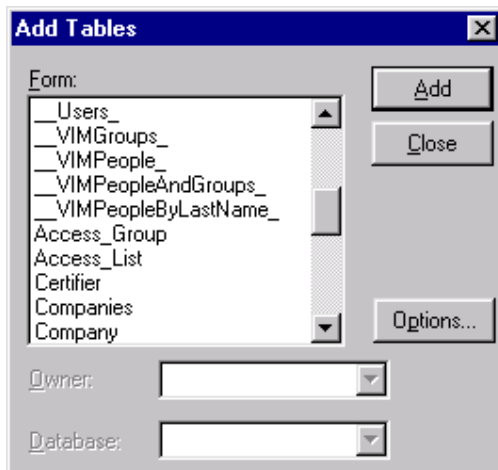 Add Tables
Form:
Add
__Users_
__VIMGroups_
__VIMPeople_
Close
__VIMPeopleAndGroups_
__VIMPeopleByLastName_
Access_Group
Access_List
Certifier
Companies
Company
Options...
Owner:
Database: